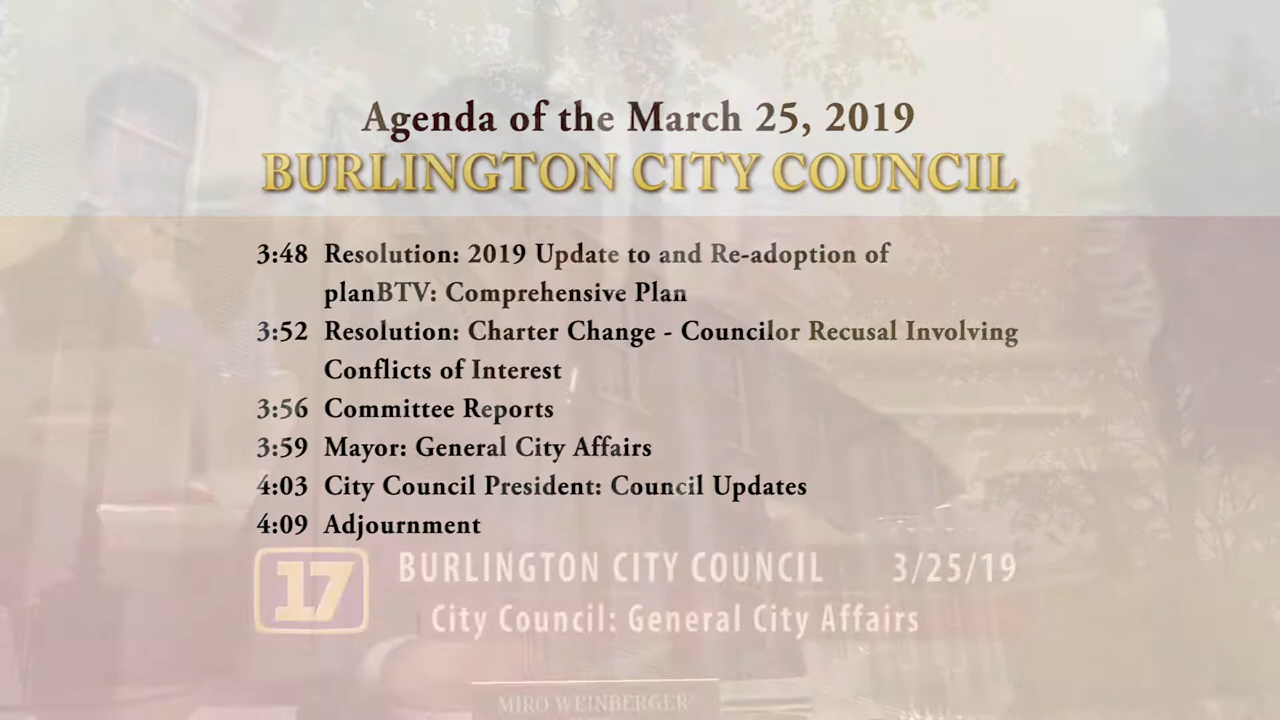 Agenda of the March 25, 2019
BURLINGTON CITY COUNCIL
3:48 Resolution: 2019 Update to and Re-adoption of
planBTV: Comprehensive Plan
3:52 Resolution: Charter Change - Councilor Recusal Involving
Conflicts of Interest
3:56 Committee Reports
3:59 Mayor: General City Affairs
4:03 City Council President: Council Updates
4:09 Adjournment
17 BURLINGTON CITY COUNCIL 3/25/19
City Council: General City Affairs
MIRO WEINBERGER